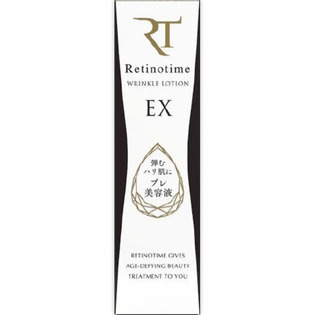 RT
Retinotime
WRINKLE LOTION
EX
弾む
ハリ肌に
プレ
美容液
RETINOTIME GIVES
AGE-DEFYING BEAUTY
TREATMENT TO YOU